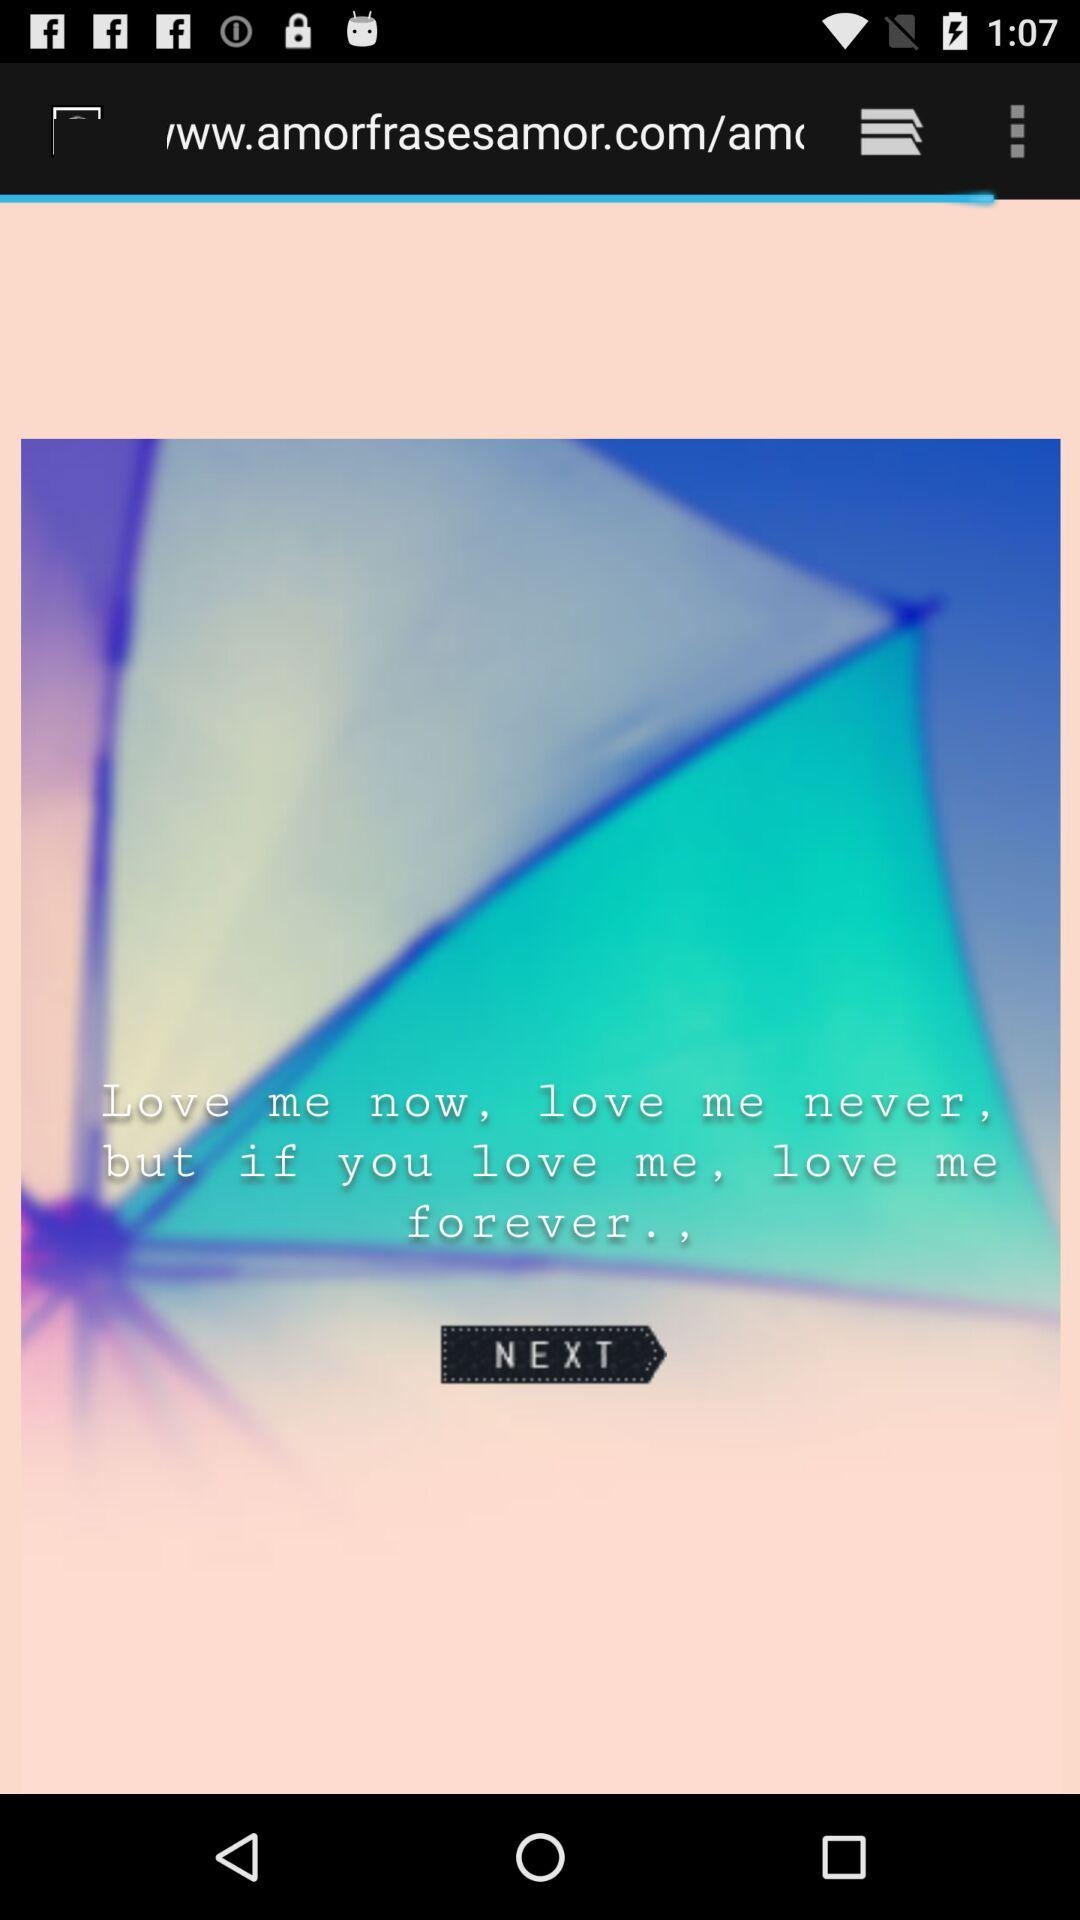 1:07
www.amorfrasesamor.com/amo
Love me now, love me never,
but if you love me, love me
forever.,
NEXT